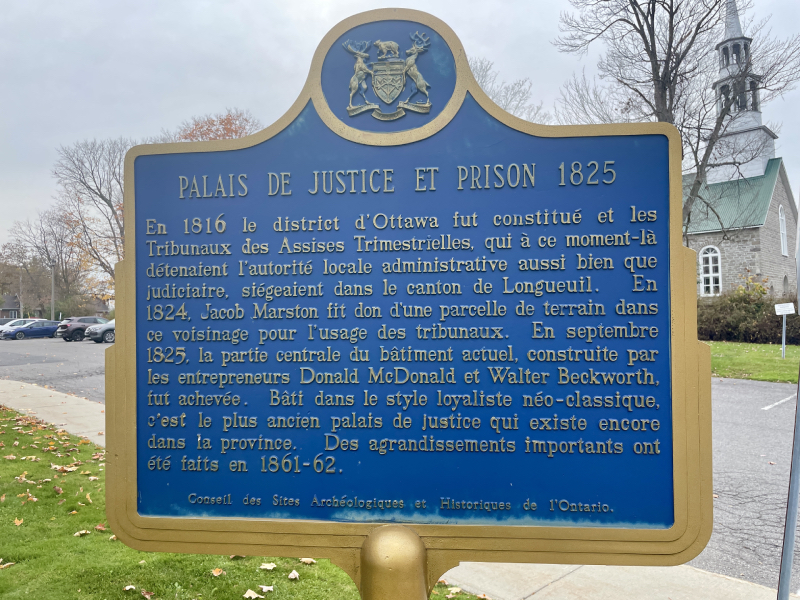 PALAIS DE JUSTICE ET PRISON 1825
En 1816 le district d'Ottawa fut constitué et les
Tribunaux des Assises Trimestrielles, qui à ce moment-là
détenaient l'autorité locale administrative aussi bien que
judiciaire, siégeaient dans le canton de Longueuil. En
1824, Jacob Marston fit don d'une parcelle de terrain dans
ce voisinage pour l'usage des tribunaux. En septembre
1825, la partie centrale du bâtiment actuel, construite par
les entrepreneurs Donald McDonald et Walter Beckworth,
fut achevée. Bâti dans le style loyaliste néo-classique,
c'est le plus ancien palais de justice qui existe encore
dans la province. Des agrandissements importants ont
été faits en 1861-62.
Conseil des Sites Archéologiques et Historiques de l'Ontario.